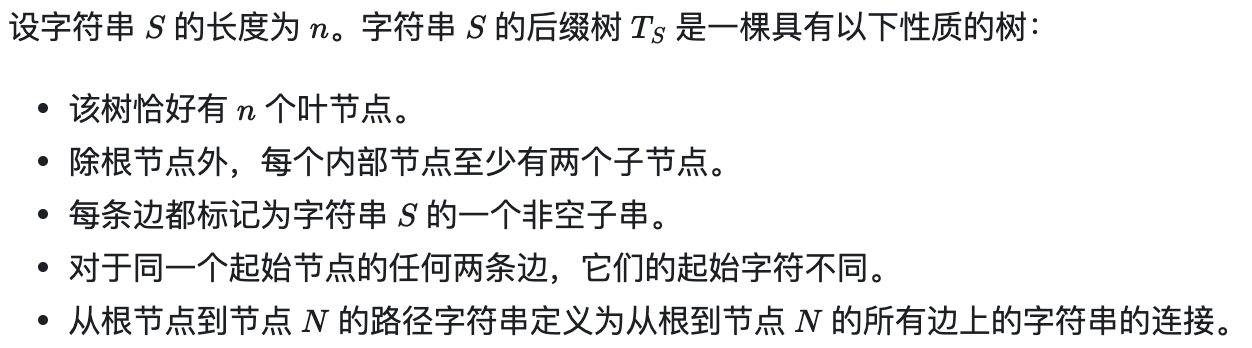 设字符串 S 的长度为 n。字符串 S 的后缀树 T_S 是一棵具有以下性质的树：
• 该树恰好有 n 个叶节点。
• 除根节点外，每个内部节点至少有两个子节点。
• 每条边都标记为字符串 S 的一个非空子串。
• 对于同一个起始节点的任何两条边，它们的起始字符不同。
• 从根节点到节点 N 的路径字符串定义为从根到节点 N 的所有边上的字符串的连接。